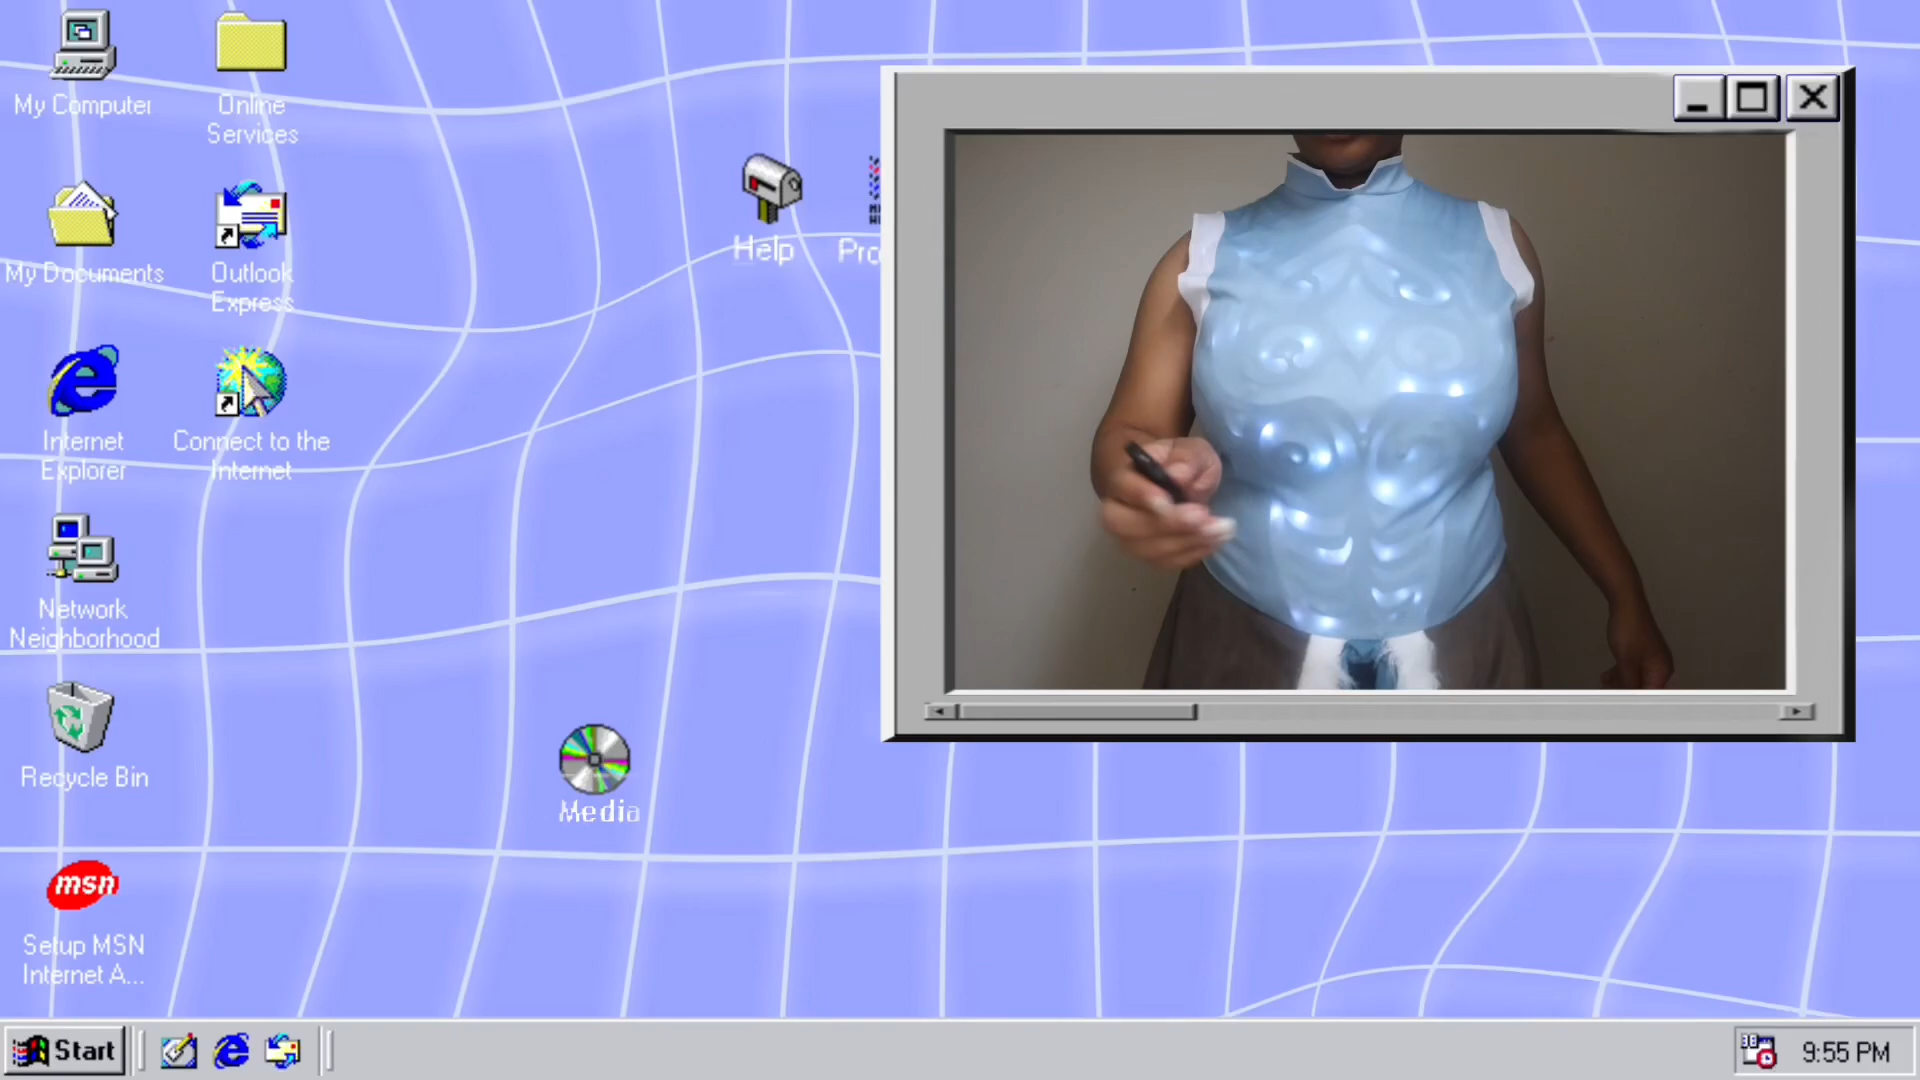 My Computer
Online
Services
My Documents
Outlook
Express
Help
Pro
Internet
Explorer
Connect to the
Internet
Network
Neighborhood
Recycle Bin
Media
msn
Setup MSN
Internet A...
Start
9:55 PM